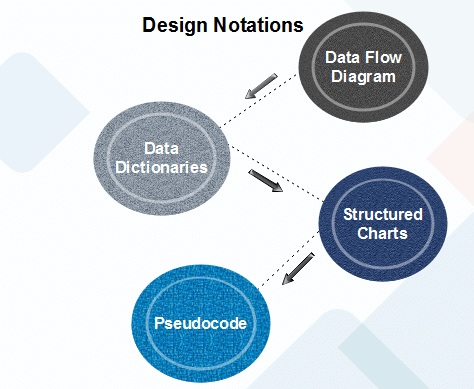 Design Notations
Data Flow
Diagram
Data
Dictionaries
Structured
Charts
Pseudocode